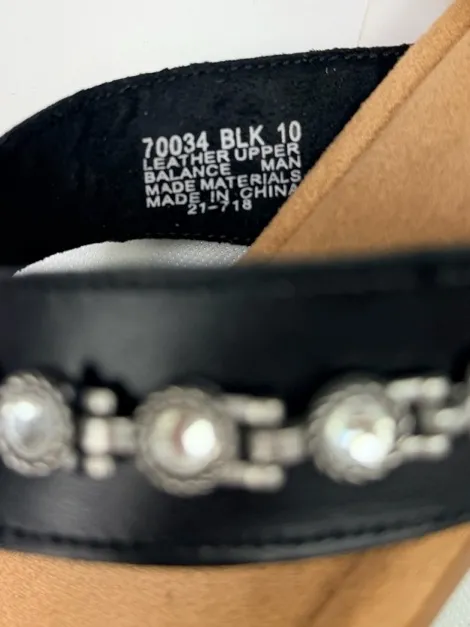 70034 BLK 10
LEATHER UPPER
BALANCE MAN
MADE MATERIALS
MADE IN CHINA
21-718